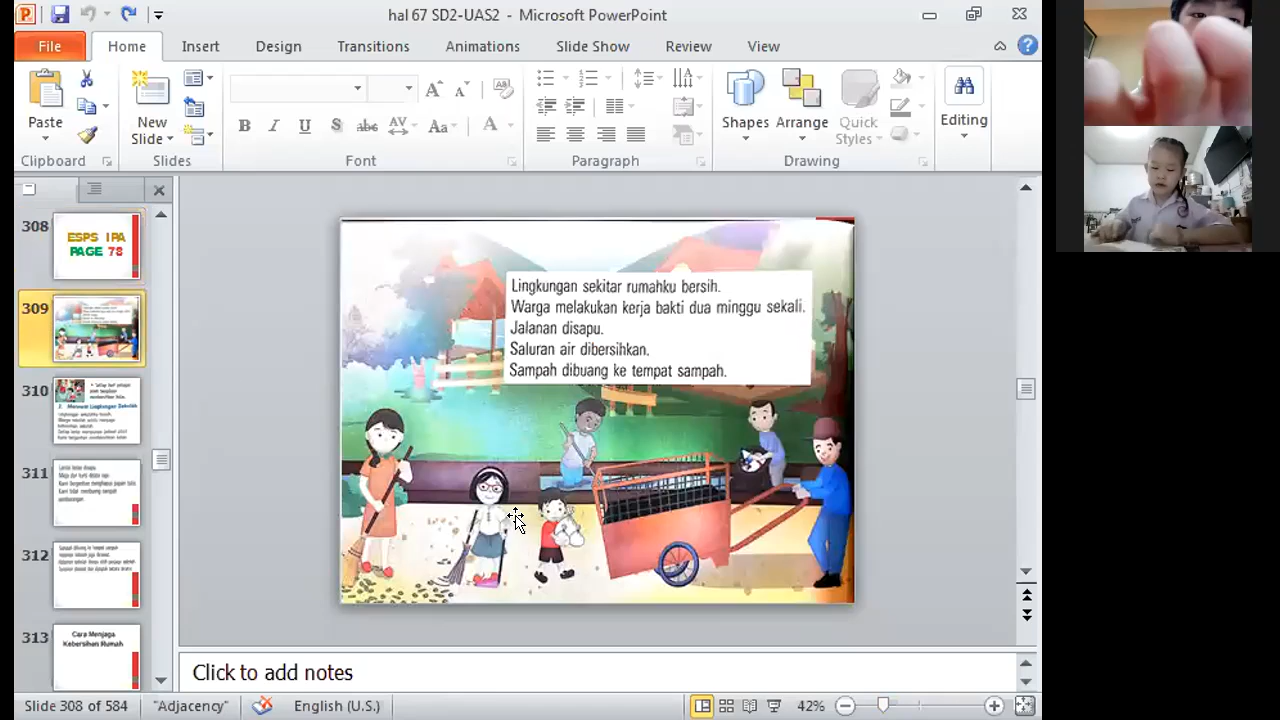 hal 67 SD2-UAS2 - Microsoft PowerPoint
File Home Insert Design Transitions Animations Slide Show Review View
Paste
New
Slide
Shapes
Arrange
Quick
Styles
Editing
Clipboard Slides Font Paragraph Drawing
308
ESPS IPA
PAGE 78
309
310
311
312
313
Cara Menjaga
Kebersihan Rumah
Lingkungan sekitar rumahku bersih.
melakukan kerja bakti dua minggu sekali.
Jalanan disapu.
Saluran air dibersihkan.
Sampah dibuang ke tempat sampah.
Click to add notes
Slide 308 of 584 "Adjacency" English (U.S.) 42%